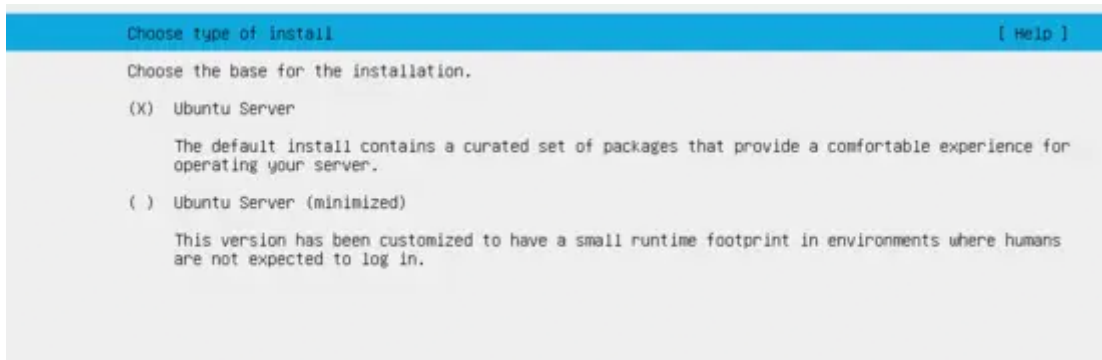 Choose type of install [ Help ]
Choose the base for the installation.
(X) Ubuntu Server
The default install contains a curated set of packages that provide a comfortable experience for
operating your server.
( ) Ubuntu Server (minimized)
This version has been customized to have a small runtime footprint in environments where humans
are not expected to log in.